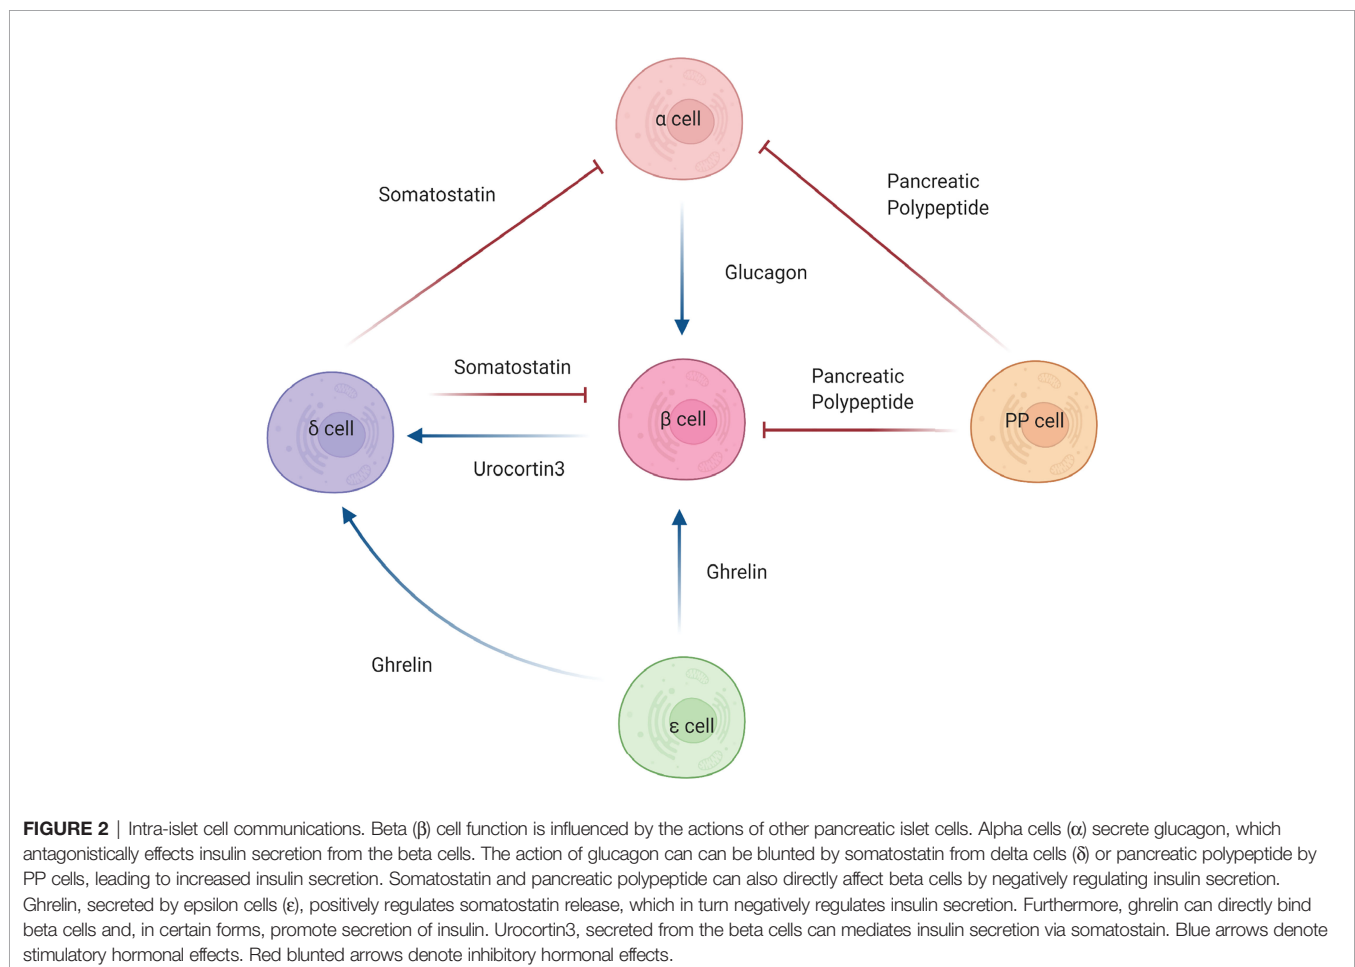 α cell
Somatostatin
Pancreatic
Polypeptide
Glucagon
Somatostatin
Pancreatic
Polypeptide
δ cell
β cell
PP cell
Urocortin3
Ghrelin
Ghrelin
ε cell
FIGURE 2 | Intra-islet cell communications. Beta (β) cell function is influenced by the actions of other pancreatic islet cells. Alpha cells (α) secrete glucagon, which
antagonistically effects insulin secretion from the beta cells. The action of glucagon can can be blunted by somatostatin from delta cells (δ) or pancreatic polypeptide by
PP cells, leading to increased insulin secretion. Somatostatin and pancreatic polypeptide can also directly affect beta cells by negatively regulating insulin secretion.
Ghrelin, secreted by epsilon cells (ε), positively regulates somatostatin release, which in turn negatively regulates insulin secretion. Furthermore, ghrelin can directly bind
beta cells and, in certain forms, promote secretion of insulin. Urocortin3, secreted from the beta cells can mediates insulin secretion via somatostain. Blue arrows denote
stimulatory hormonal effects. Red blunted arrows denote inhibitory hormonal effects.